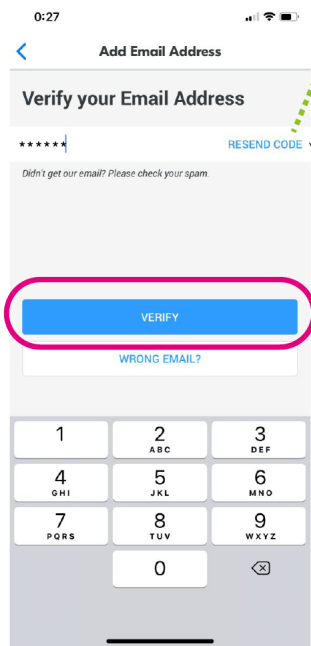 0:27
Add Email Address
Verify your Email Address
****** RESEND CODE
Didn't get our email? Please check your spam.
VERIFY
WRONG EMAIL?
1 2 3
ABC DEF
4 5 6
GHI JKL MNO
7 8 9
PQRS TUV WXYZ
0